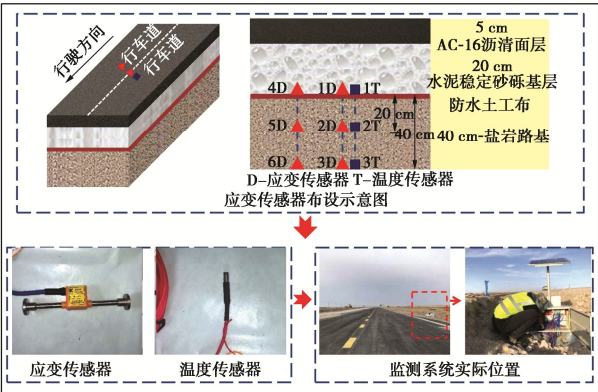 行驶方向
行车道
行车道
4D 1D 1T
5D 2D 2T
6D 3D 3T
20 cm
40 cm
5 cm
AC-16沥清面层
20 cm
水泥稳定砂砾基层
防水土工布
40 cm-盐岩路基
D-应变传感器 T-温度传感器
应变传感器布设示意图
应变传感器
温度传感器
监测系统实际位置